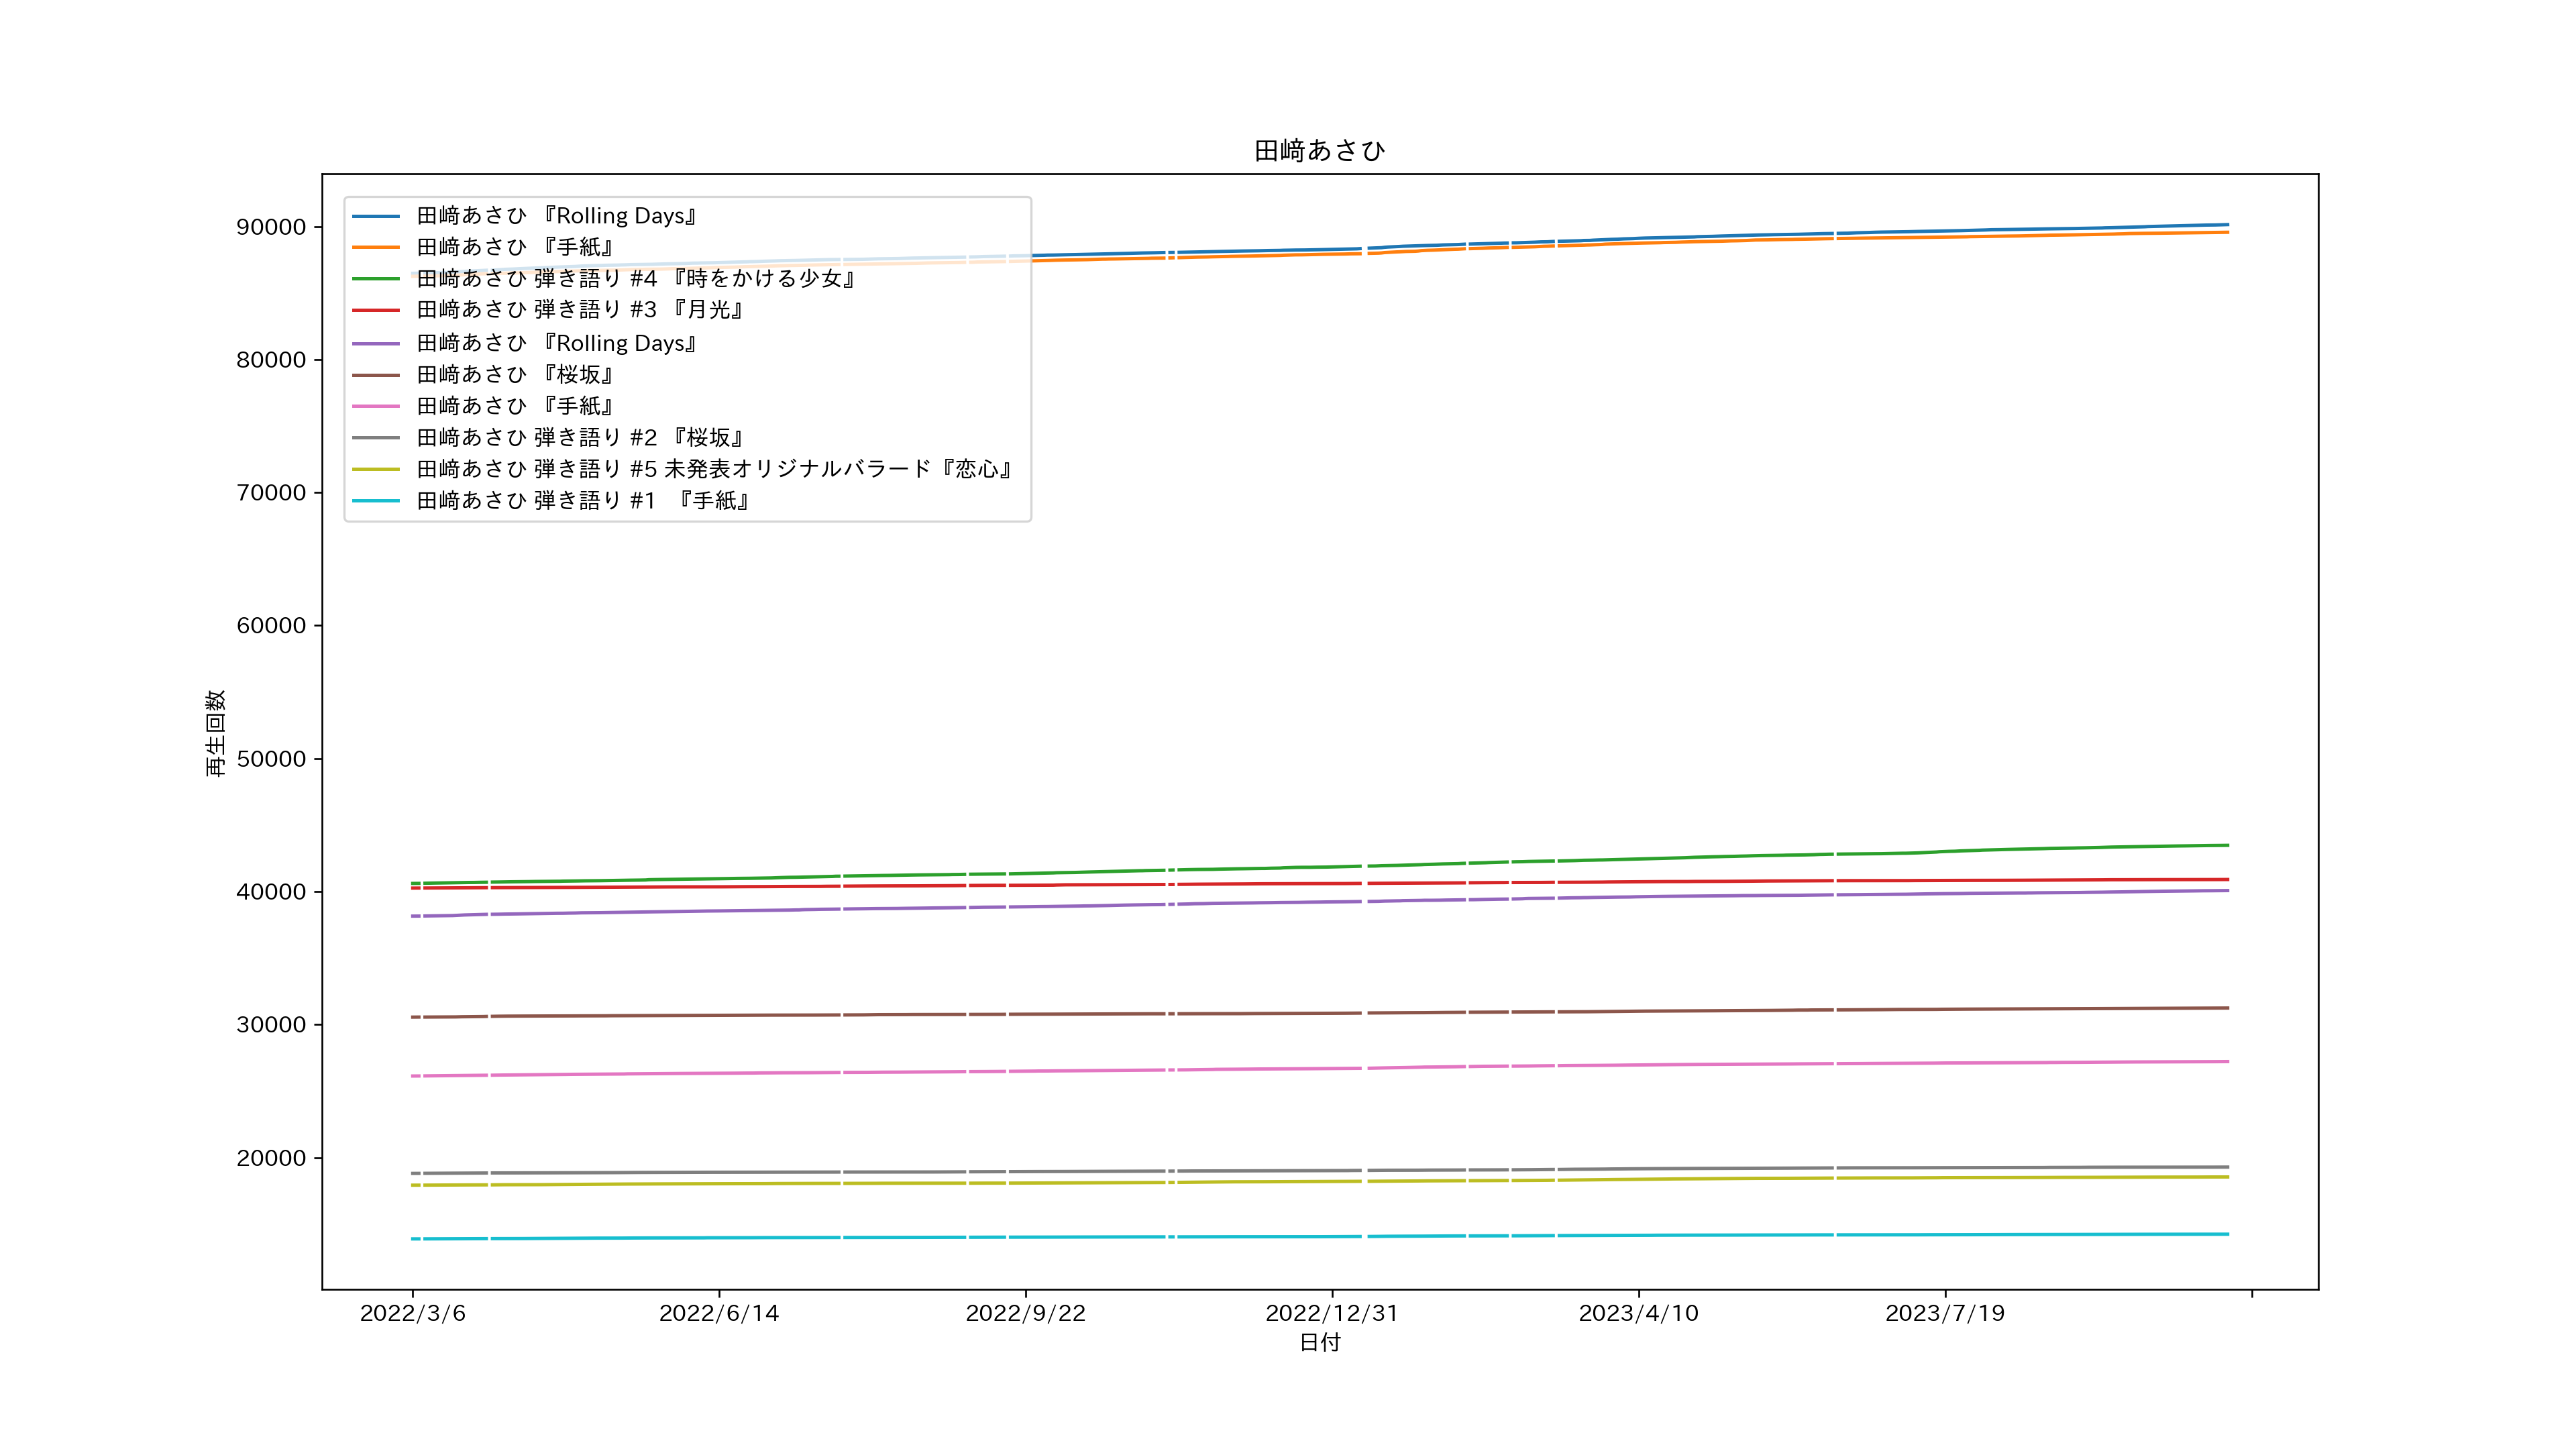 田﨑あさひ
田﨑あさひ 『Rolling Days』
田﨑あさひ 『手紙』
田﨑あさひ 弾き語り #4 『時をかける少女』
田﨑あさひ 弾き語り #3 『月光』
田﨑あさひ 『Rolling Days』
田﨑あさひ 『桜坂』
田﨑あさひ 『手紙』
田﨑あさひ 弾き語り #2 『桜坂』
田﨑あさひ 弾き語り #5 未発表オリジナルバラード『恋心』
田﨑あさひ 弾き語り #1 『手紙』
90000
80000
70000
60000
50000
40000
30000
20000
再生回数
2022/3/6 2022/6/14 2022/9/22 2022/12/31 2023/4/10 2023/7/19
日付